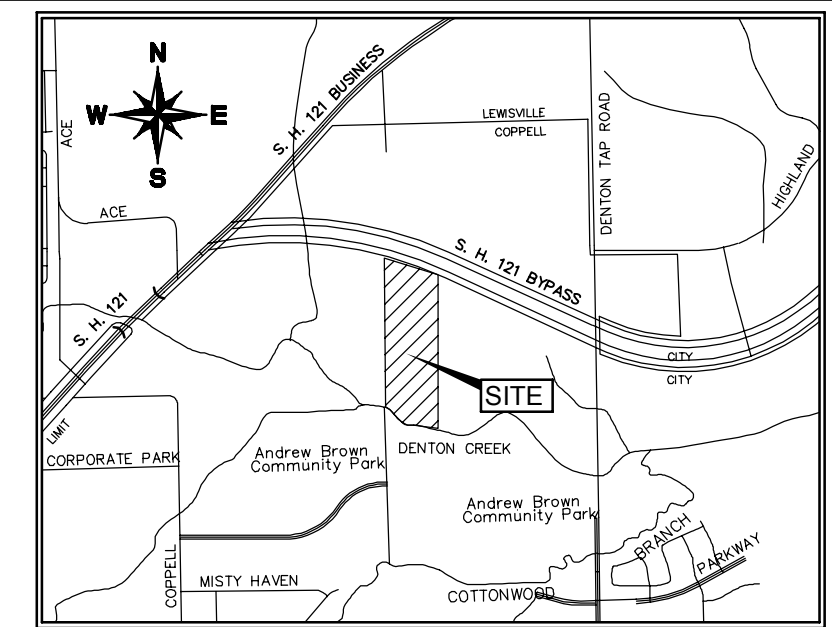 N
W E
S
ACE
ACE
S. H. 121 BUSINESS
LEWISVILLE
COPPELL
DENTON TAP ROAD
HIGHLAND
S. H. 121 BYPASS
S. H. 121
CITY
CITY
LIMIT
SITE
CORPORATE PARK
Andrew Brown
Community Park
DENTON CREEK
Andrew Brown
Community Park
BRANCH
PARKWAY
COPPELL
MISTY HAVEN
COTTONWOOD